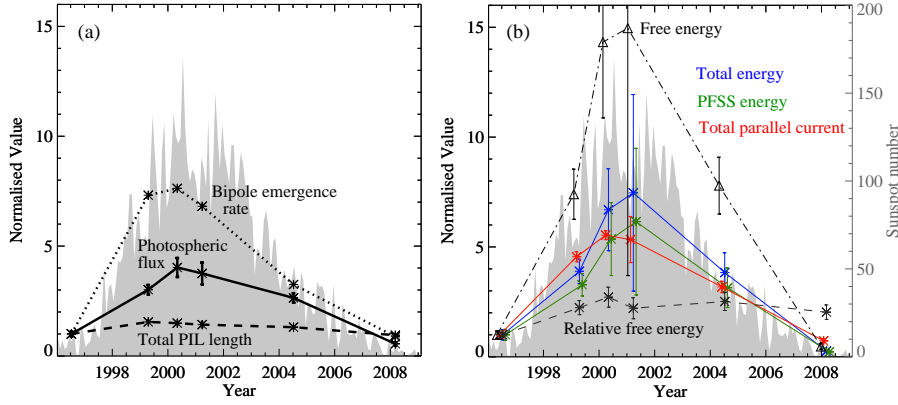 15
10
5
0
Normalised Value
(a)
Bipole emergence
rate
Photospheric
flux
Total PIL length
1998 2000 2002 2004 2006 2008
Year
15
10
5
0
Normalised Value
(b)
Free energy
Total energy
PFSS energy
Total parallel current
Relative free energy
200
150
100
50
0
Sunspot number
1998 2000 2002 2004 2006 2008
Year